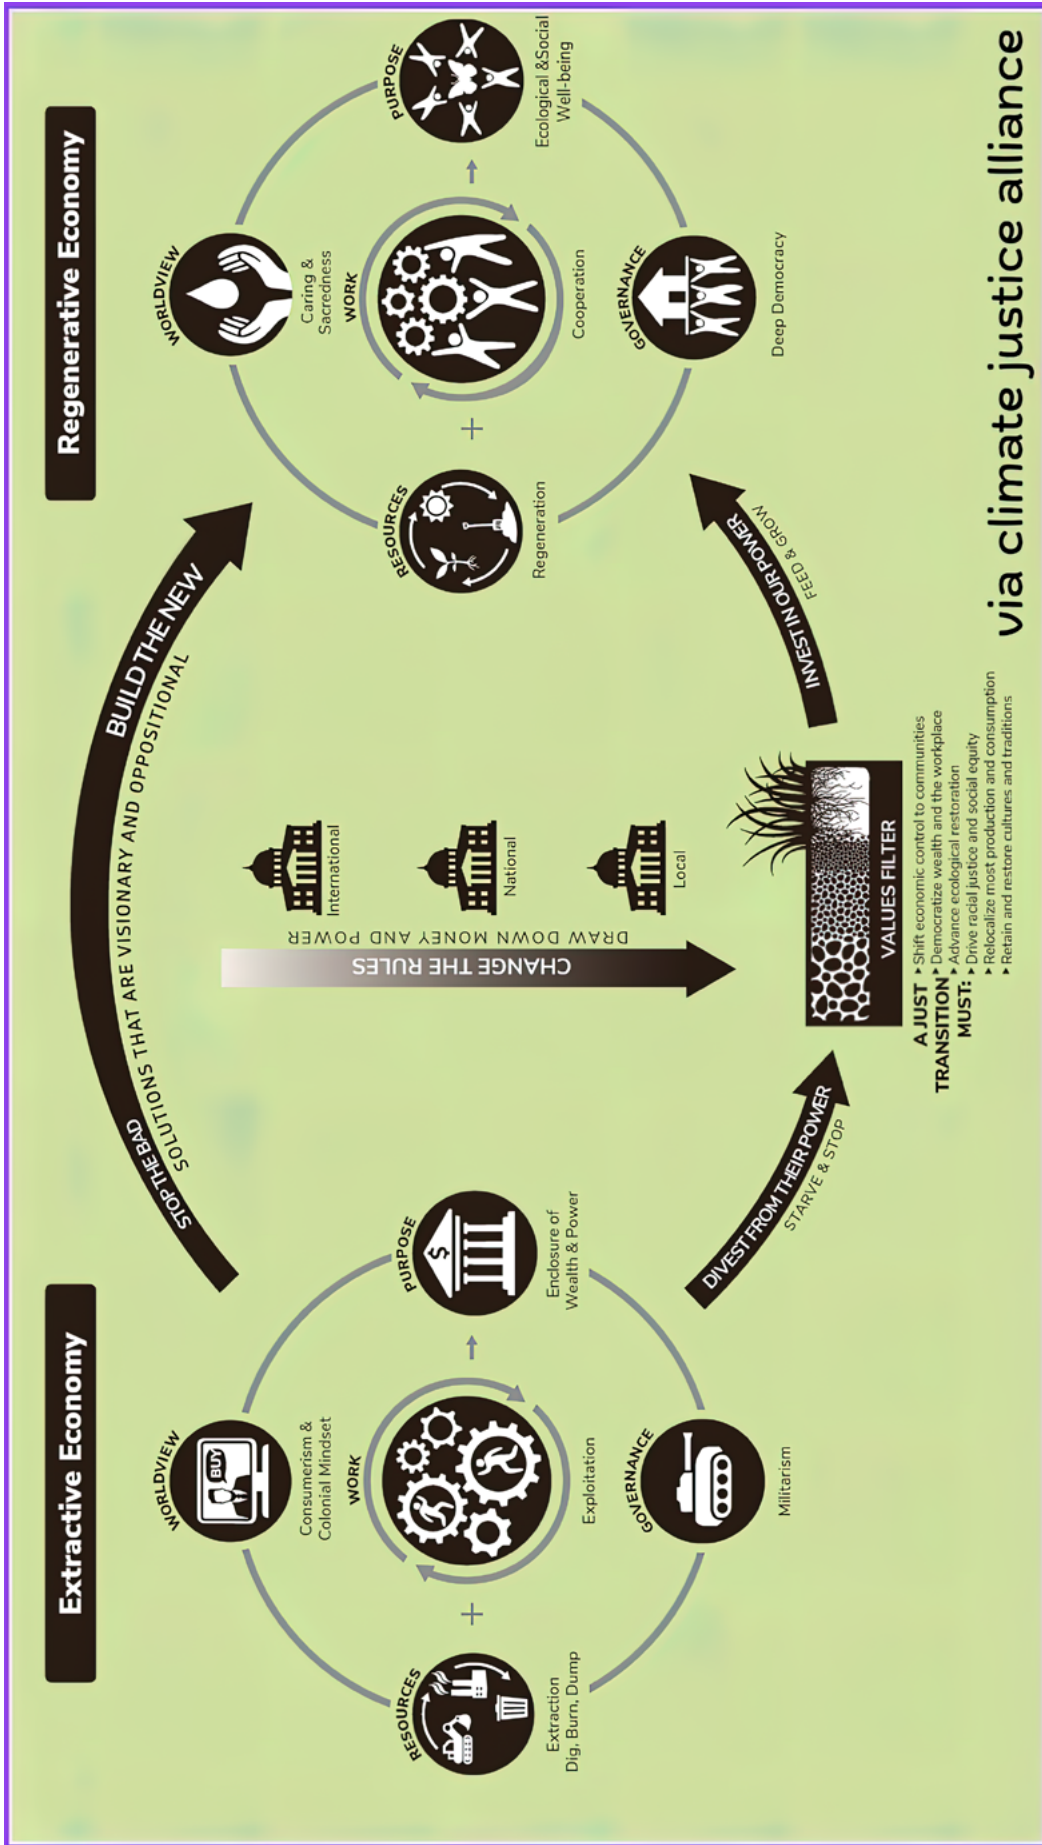 Extractive Economy
WORLDVIEW
BUY
Consumerism &
Colonial Mindset
RESOURCES
Extraction
Dig, Burn, Dump
WORK
Exploitation
PURPOSE
$
Enclosure of
Wealth & Power
GOVERNANCE
Militarism
STOP THE BAD
BUILD THE NEW
SOLUTIONS THAT ARE VISIONARY AND OPPOSITIONAL
CHANGE THE RULES
DRAW DOWN MONEY AND POWER
International
National
Local
DIVEST FROM THEIR POWER
STARVE & STOP
VALUES FILTER
A JUST
TRANSITION
MUST:
Shift economic control to communities
Democratize wealth and the workplace
Advance ecological restoration
Drive racial justice and social equity
Relocalize most production and consumption
Retain and restore cultures and traditions
INVEST IN OUR POWER
FEED & GROW
Regenerative Economy
WORLDVIEW
Caring &
Sacredness
RESOURCES
Regeneration
WORK
Cooperation
PURPOSE
Ecological &Social
Well-being
GOVERNANCE
Deep Democracy
via climate justice alliance